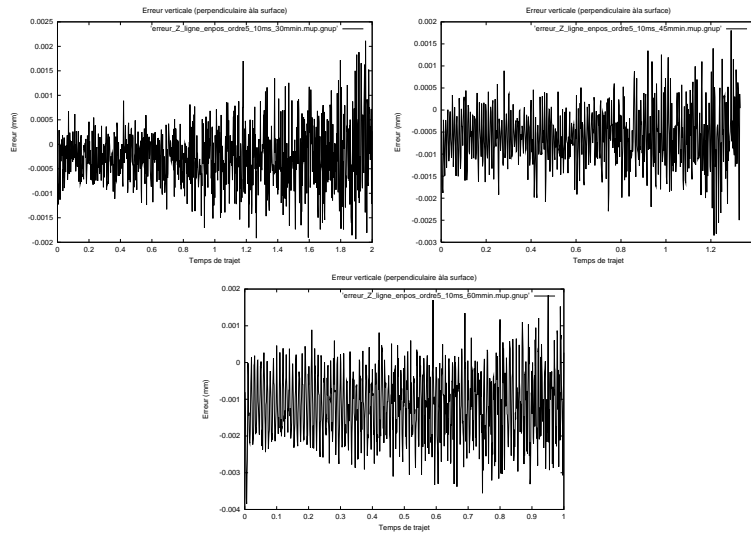 Erreur verticale (perpendiculaire àla surface)
'erreur_Z_ligne_enpos_ordre5_10ms_30mmin.mup.gnup'
Erreur (mm)
0.0025
0.002
0.0015
0.001
0.0005
0
-0.0005
-0.001
-0.0015
-0.002
0 0.2 0.4 0.6 0.8 1 1.2 1.4 1.6 1.8 2
Temps de trajet
Erreur verticale (perpendiculaire àla surface)
'erreur_Z_ligne_enpos_ordre5_10ms_45mmin.mup.gnup'
Erreur (mm)
0.002
0.0015
0.001
0.0005
0
-0.0005
-0.001
-0.0015
-0.002
-0.0025
-0.003
0 0.2 0.4 0.6 0.8 1 1.2
Temps de trajet
Erreur verticale (perpendiculaire àla surface)
'erreur_Z_ligne_enpos_ordre5_10ms_60mmin.mup.gnup'
Erreur (mm)
0.002
0.001
0
-0.001
-0.002
-0.003
-0.004
0 0.1 0.2 0.3 0.4 0.5 0.6 0.7 0.8 0.9 1
Temps de trajet